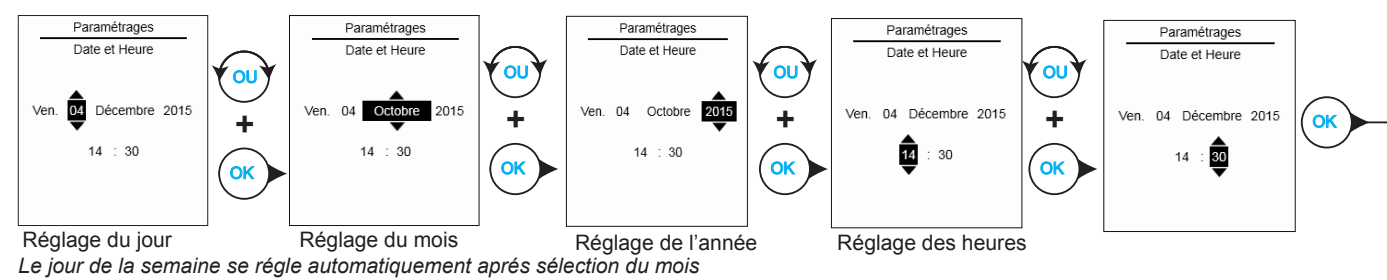 Paramétrages
Date et Heure
Ven. 04 Décembre 2015
14 : 30
OU
+
OK
Paramétrages
Date et Heure
Ven. 04 Octobre 2015
14 : 30
OU
+
OK
Paramétrages
Date et Heure
Ven. 04 Octobre 2015
14 : 30
OU
+
OK
Paramétrages
Date et Heure
Ven. 04 Décembre 2015
14 : 30
OU
+
OK
Paramétrages
Date et Heure
Ven. 04 Décembre 2015
14 : 30
OK
Réglage du jour
Réglage du mois
Réglage de l'année
Réglage des heures
Le jour de la semaine se régle automatiquement aprés sélection du mois